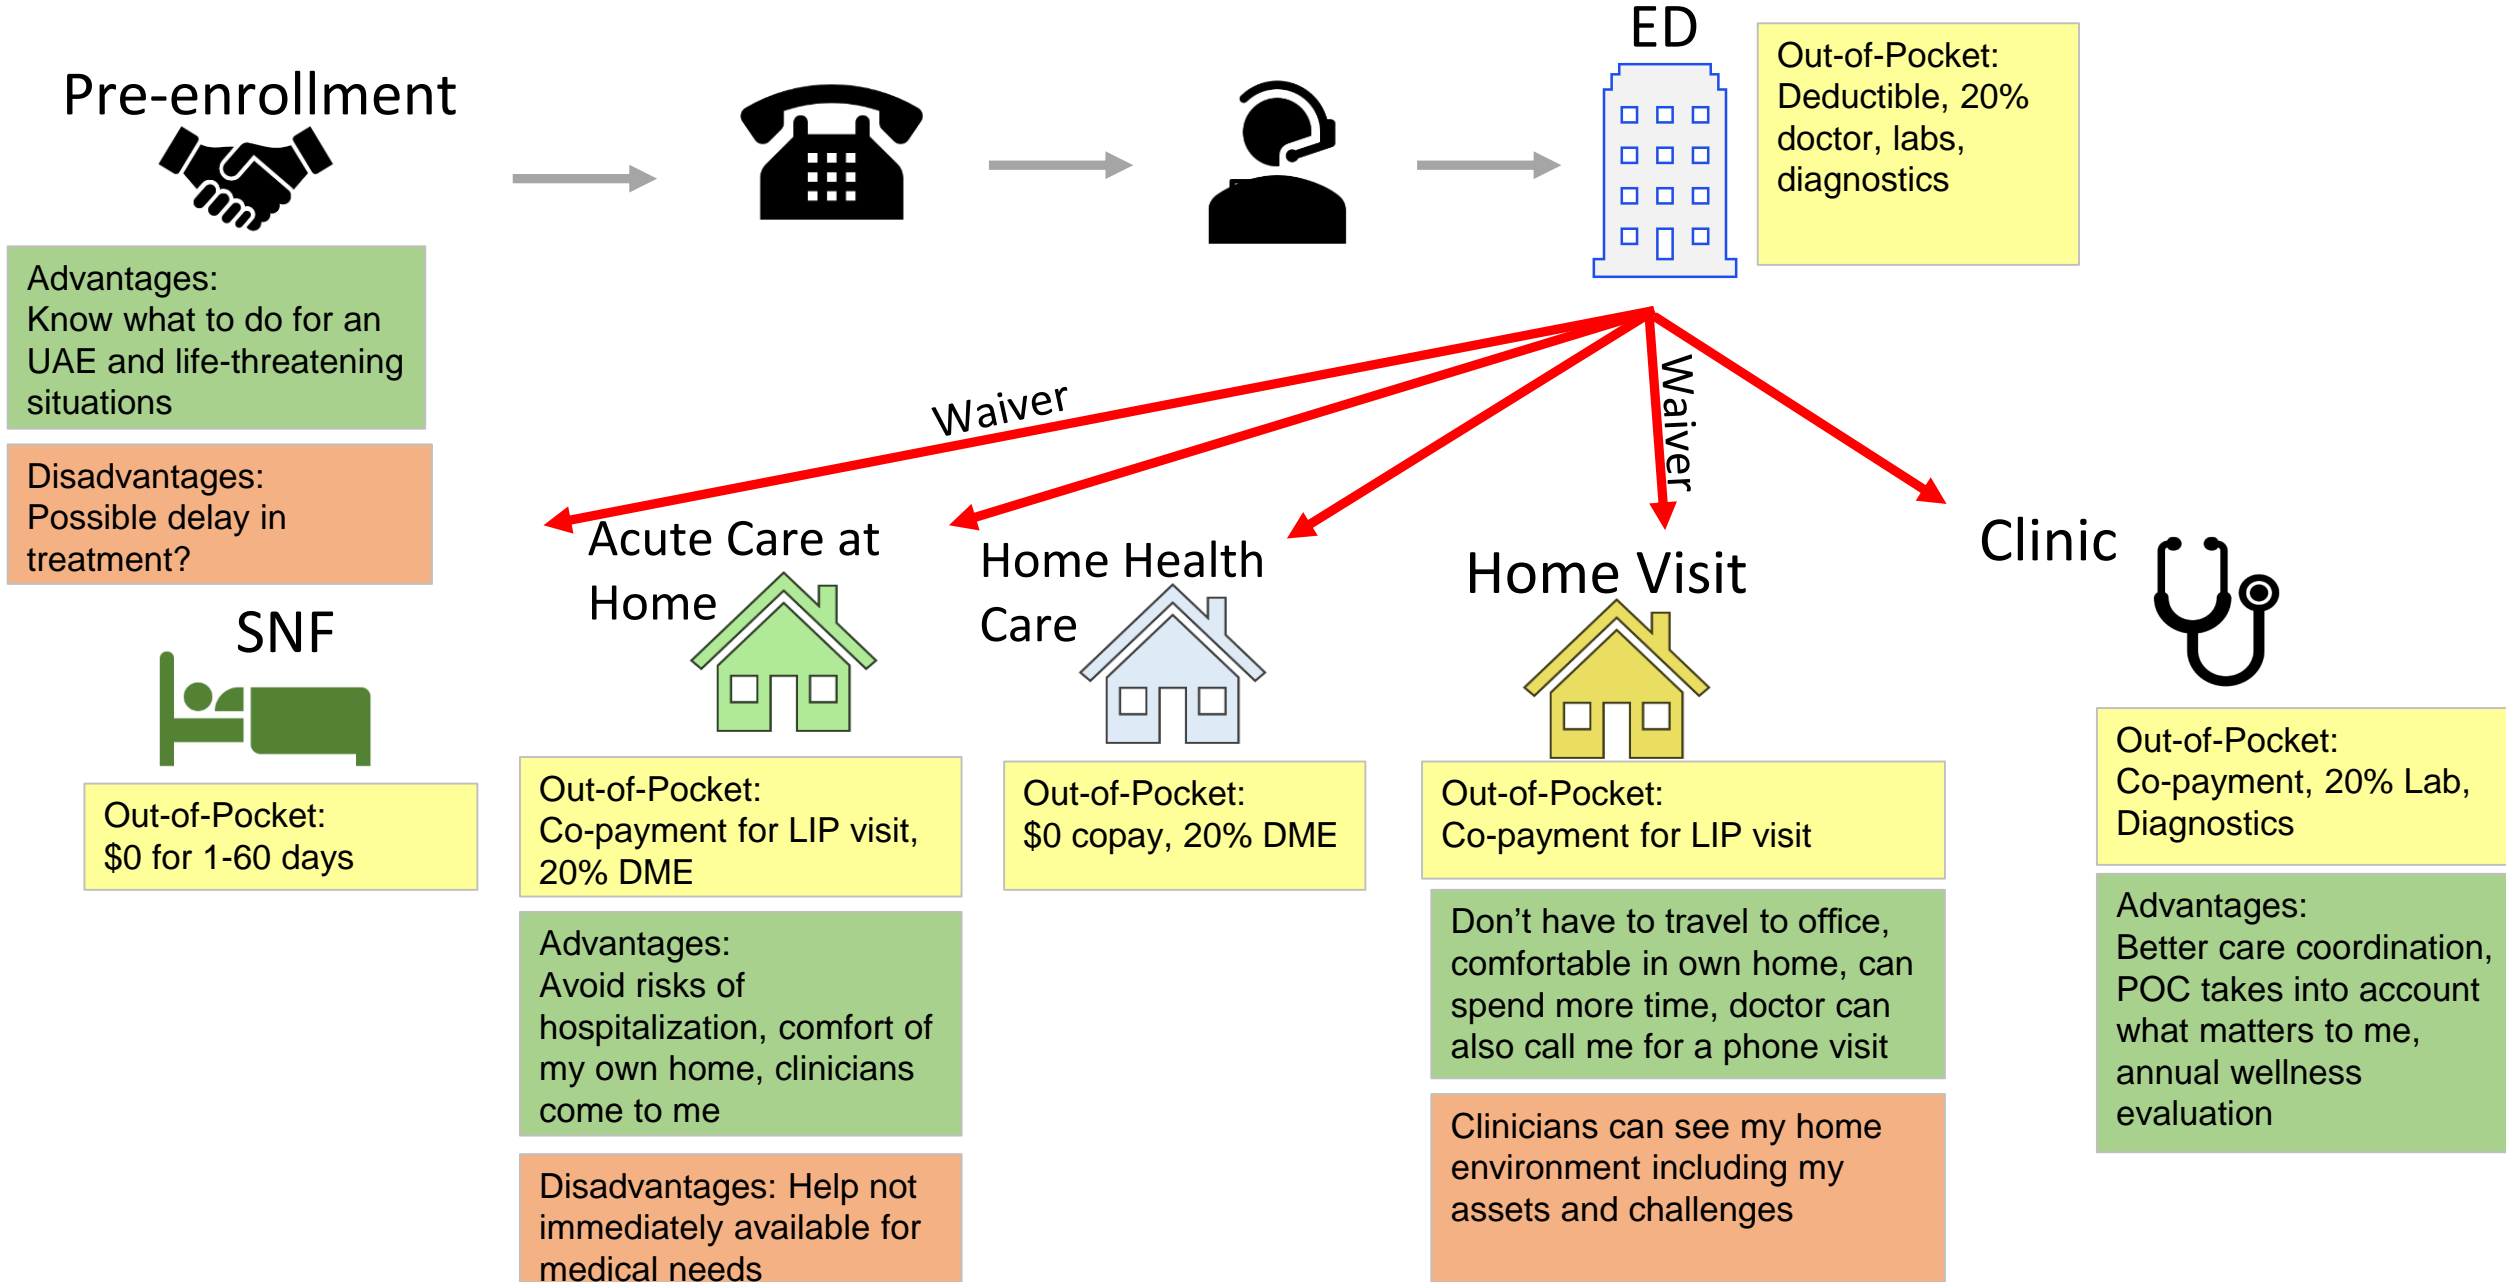 Pre-enrollment
ED
Out-of-Pocket:
Deductible, 20%
doctor, labs,
diagnostics
Advantages:
Know what to do for an
UAE and life-threatening
situations
Disadvantages:
Possible delay in
treatment?
Waiver
Waiver
SNF
Out-of-Pocket:
$0 for 1-60 days
Acute Care at
Home
Out-of-Pocket:
Co-payment for LIP visit,
20% DME
Advantages:
Avoid risks of
hospitalization, comfort of
my own home, clinicians
come to me
Disadvantages: Help not
immediately available for
medical needs
Home Health
Care
Out-of-Pocket:
$0 copay, 20% DME
Home Visit
Out-of-Pocket:
Co-payment for LIP visit
Don’t have to travel to office,
comfortable in own home, can
spend more time, doctor can
also call me for a phone visit
Clinicians can see my home
environment including my
assets and challenges
Clinic
Out-of-Pocket:
Co-payment, 20% Lab,
Diagnostics
Advantages:
Better care coordination,
POC takes into account
what matters to me,
annual wellness
evaluation